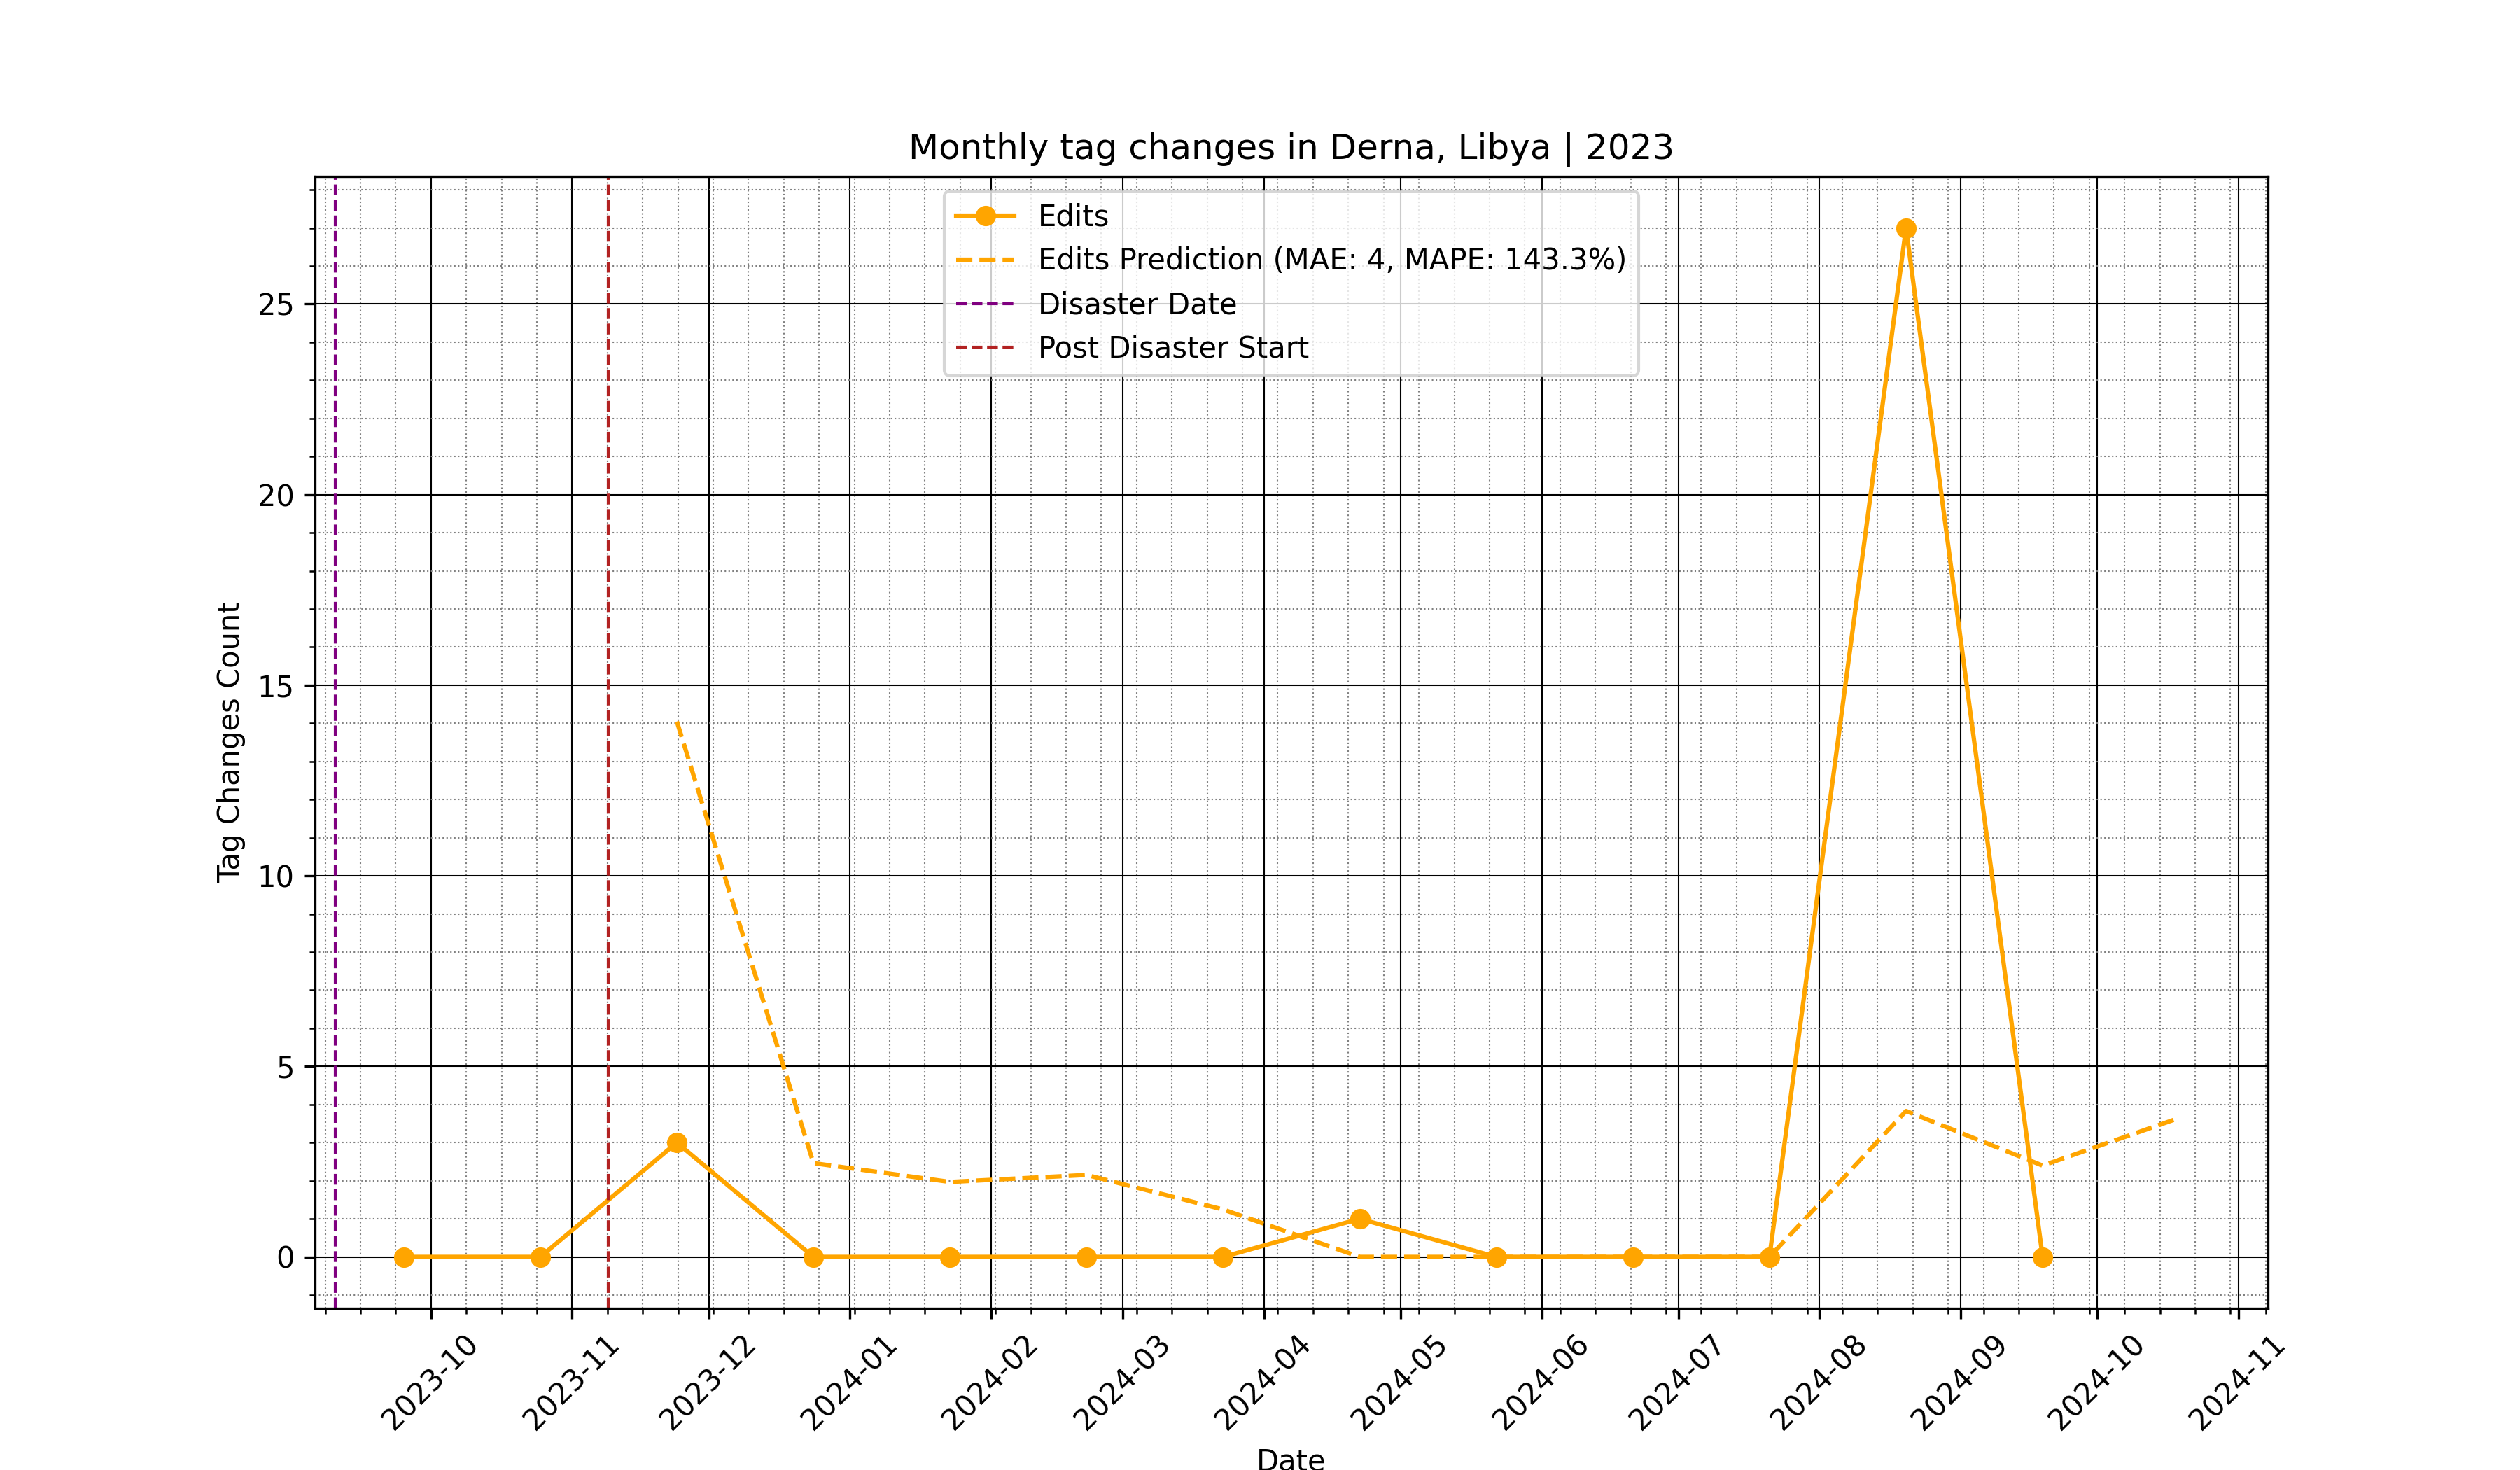 Monthly tag changes in Derna, Libya | 2023
Edits
Edits Prediction (MAE: 4, MAPE: 143.3%)
Disaster Date
Post Disaster Start
Tag Changes Count
25
20
15
10
5
0
2023-10
2023-11
2023-12
2024-01
2024-02
2024-03
2024-04
2024-05
2024-06
2024-07
2024-08
2024-09
2024-10
2024-11
Date